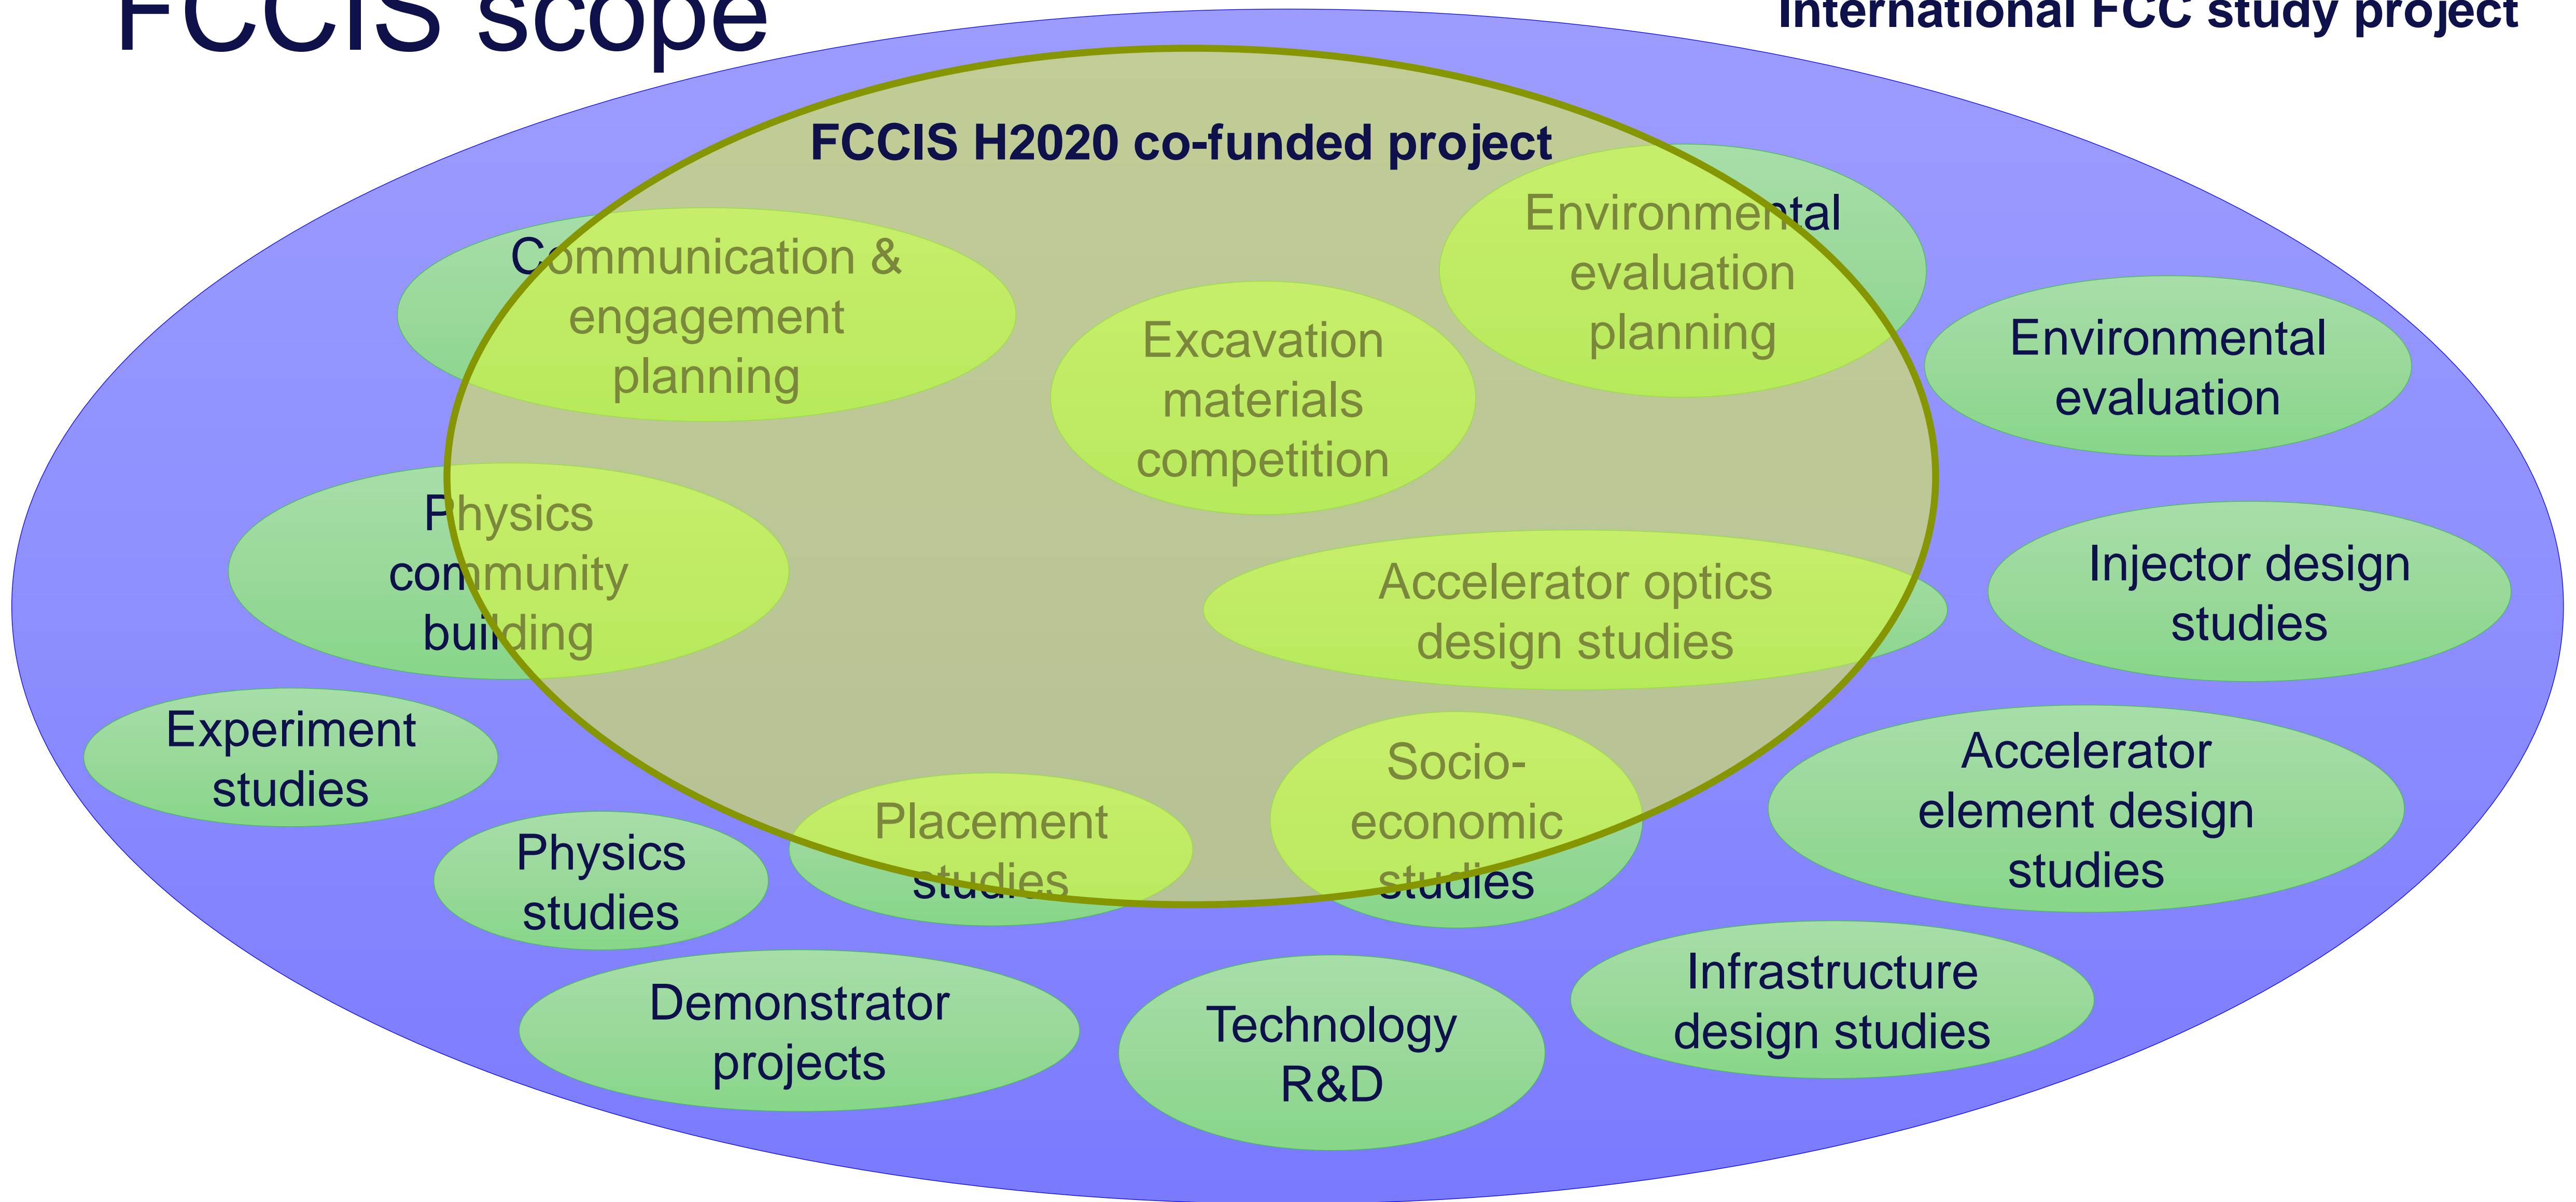 FCCIS scope
International FCC study project
FCCIS H2020 co-funded project
Communication &
engagement
planning
Excavation
materials
competition
Environmental
evaluation
planning
Environmental
evaluation
Physics
community
building
Accelerator optics
design studies
Injector design
studies
Experiment
studies
Physics
studies
Placement
studies
Socio-
economic
studies
Accelerator
element design
studies
Demonstrator
projects
Technology
R&D
Infrastructure
design studies